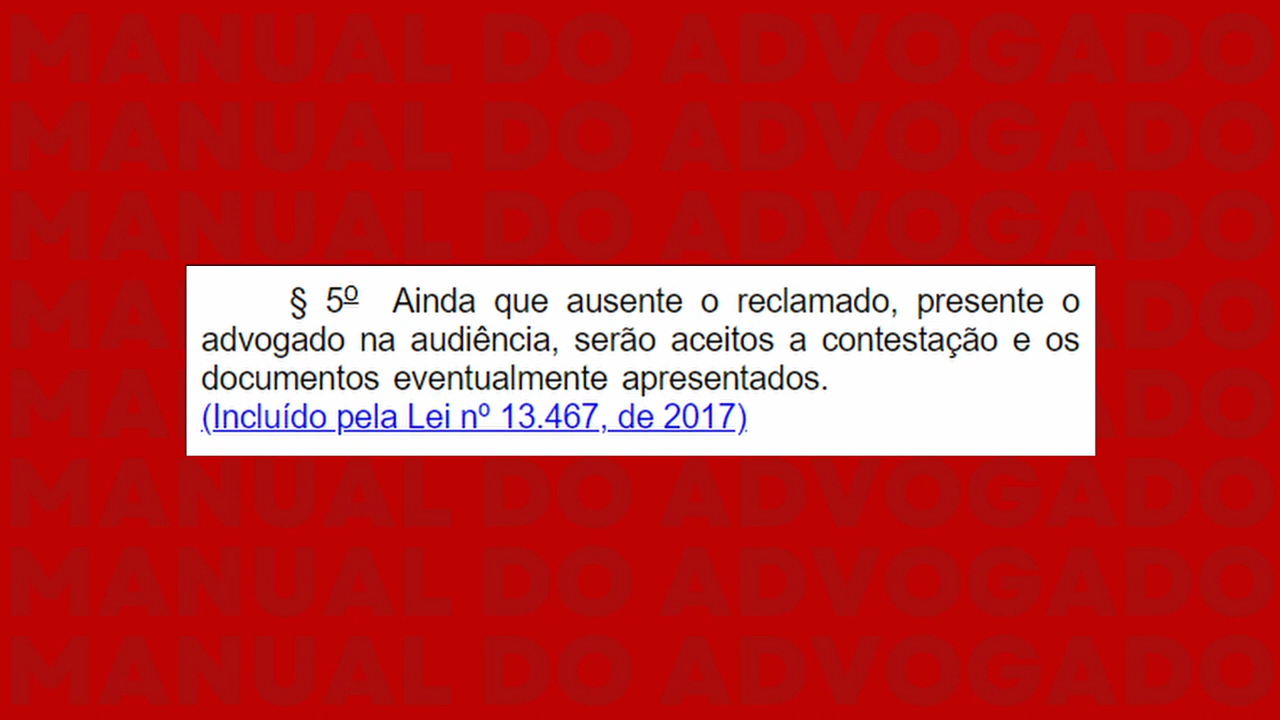 MANUAL DO ADVOGADO
MANUAL DO ADVOGADO
MANUAL DO ADVOGADO
§ 5º Ainda que ausente o reclamado, presente o
advogado na audiência, serão aceitos a contestação e os
documentos eventualmente apresentados.
(Incluído pela Lei nº 13.467, de 2017)
MANUAL DO ADVOGADO
MANUAL DO ADVOGADO
MANUAL DO ADVOGADO